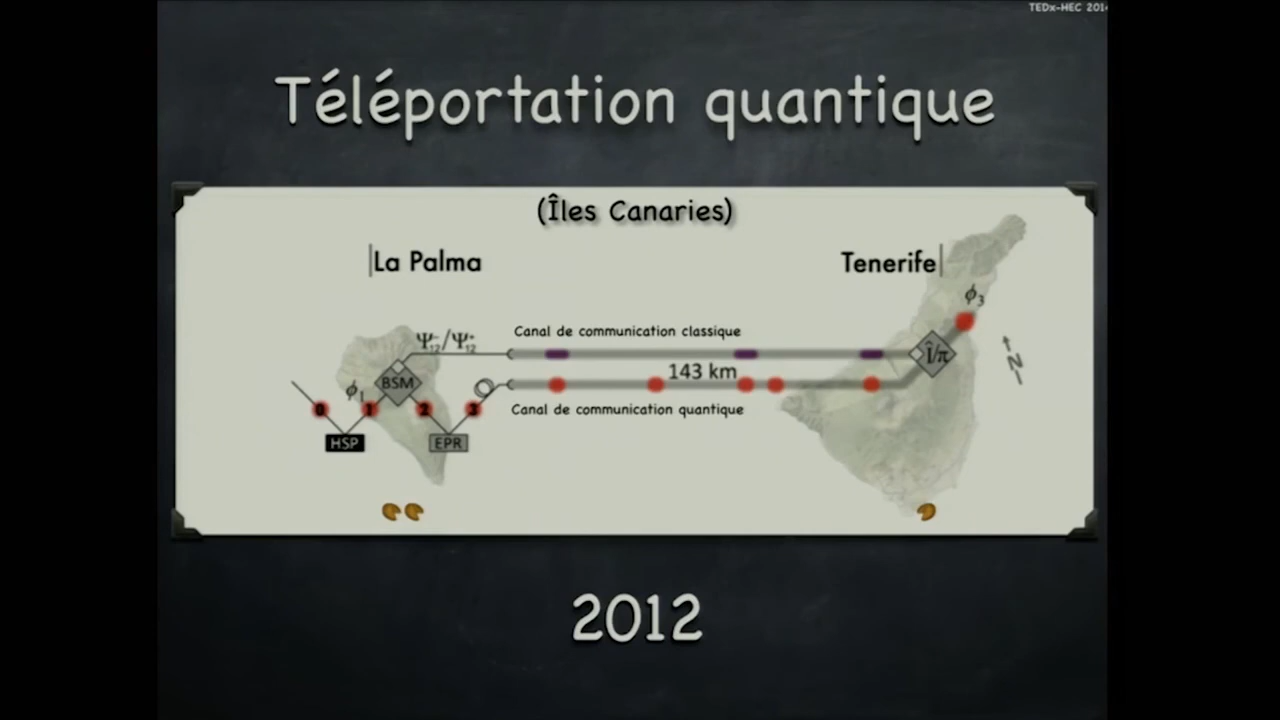 TEDx-HEC 2014
Téléportation quantique
(Îles Canaries)
La Palma
Tenerife
ϕ3
Ψ-12/Ψ+12
Canal de communication classique
Î/π
143 km
N
BSM
ϕ1
0
1
2
3
Canal de communication quantique
HSP
EPR
2012